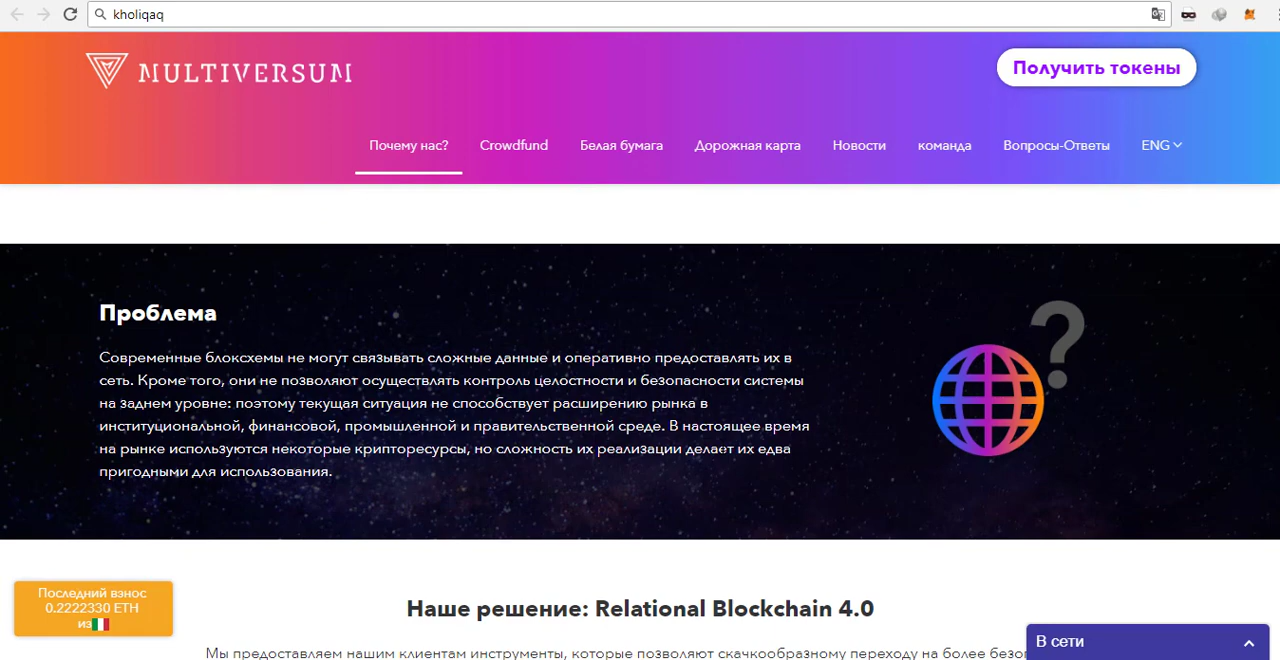 kholiqaq
MULTIVERSUM
Получить токены
Почему нас? Crowdfund Белая бумага Дорожная карта Новости команда Вопросы-Ответы ENG
Проблема
Современные блоксхемы не могут связывать сложные данные и оперативно предоставлять их в
сеть. Кроме того, они не позволяют осуществлять контроль целостности и безопасности системы
на заднем уровне: поэтому текущая ситуация не способствует расширению рынка в
институциональной, финансовой, промышленной и правительственной среде. В настоящее время
на рынке используются некоторые крипторесурсы, но сложность их реализации делает их едва
пригодными для использования.
?
Последний взнос
0.2222330 ETH
из
Наше решение: Relational Blockchain 4.0
В сети
Мы предоставляем нашим клиентам инструменты, которые позволяют скачкообразному переходу на более